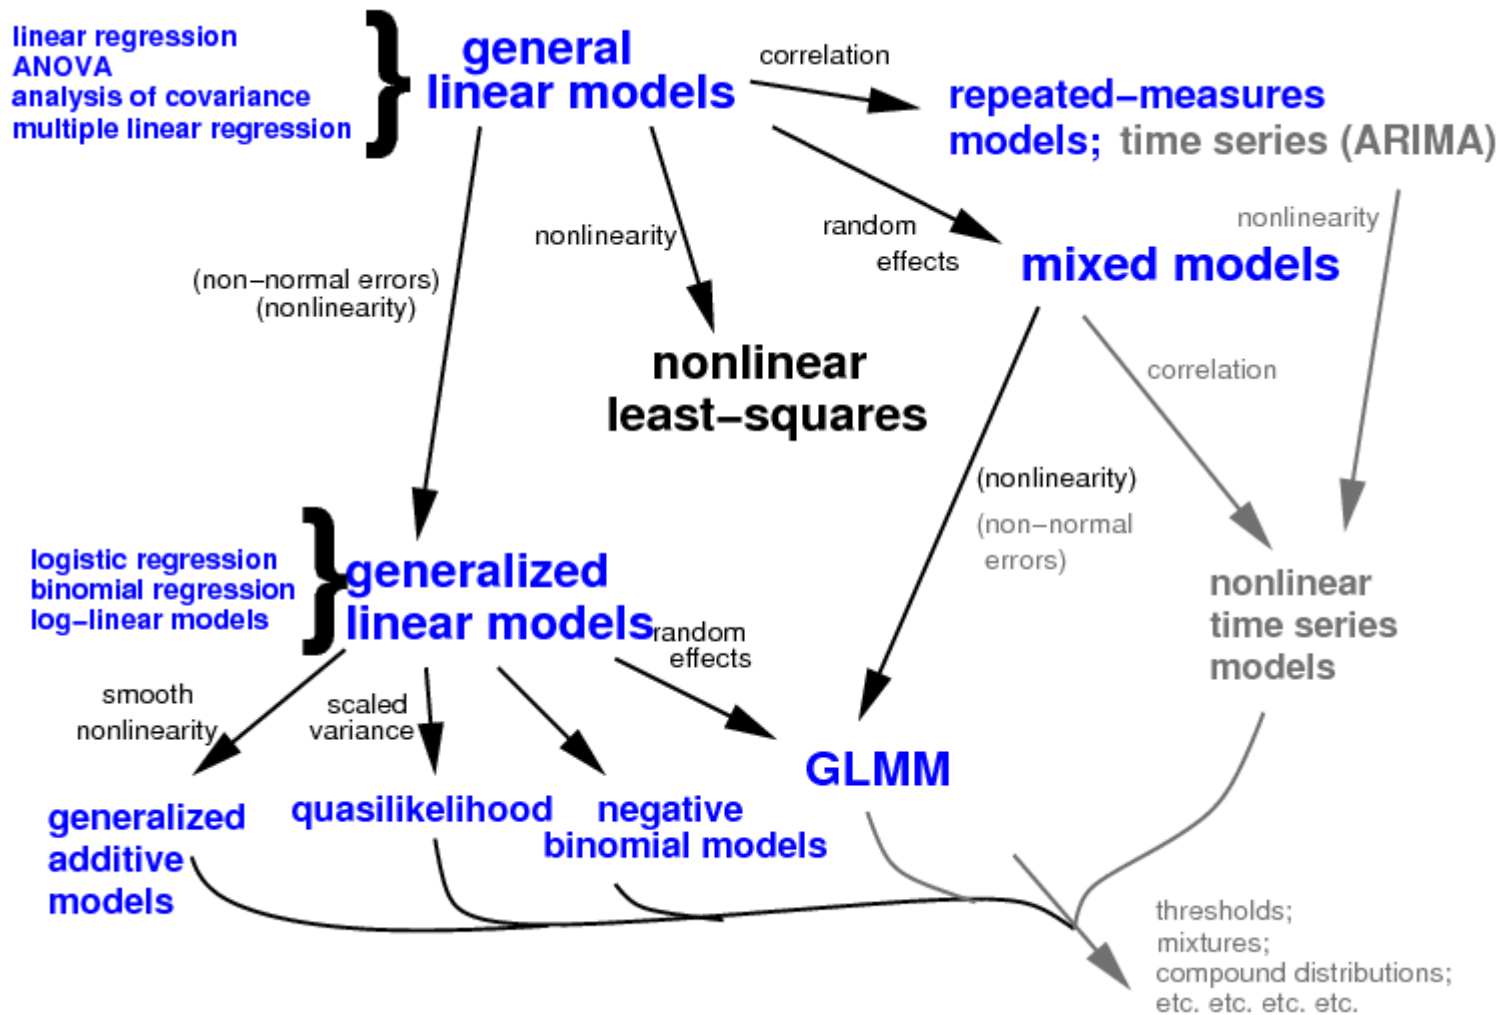 linear regression
ANOVA
analysis of covariance
multiple linear regression
}
general
linear models
correlation
repeated−measures
models; time series (ARIMA)
nonlinearity
random
effects
nonlinearity
mixed models
(non−normal errors)
(nonlinearity)
nonlinear
least−squares
correlation
(nonlinearity)
(non−normal
errors)
logistic regression
binomial regression
log−linear models
}
generalized
linear models
random
effects
nonlinear
time series
models
smooth
nonlinearity
scaled
variance
GLMM
generalized
additive
models
quasilikelihood
negative
binomial models
thresholds;
mixtures;
compound distributions;
etc. etc. etc. etc.